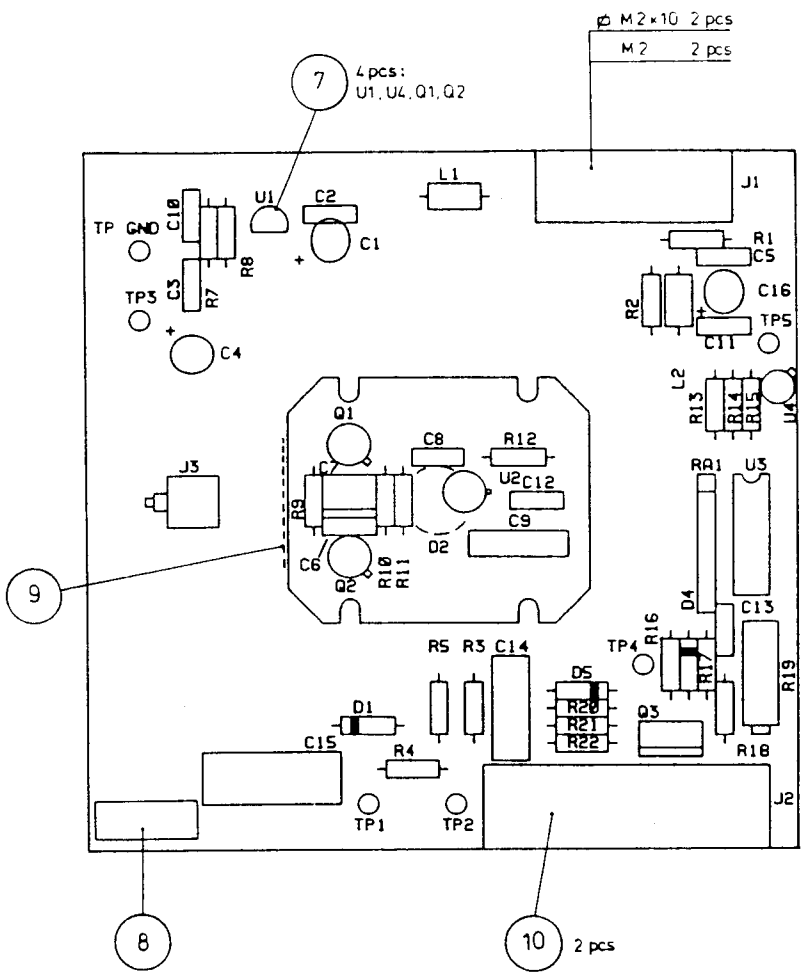 ϕ M2×10 2 pcs
M2 2 pcs
7
4 pcs:
U1, U4, Q1, Q2
L1
J1
C10
U1
C2
TP GND
C1
+
R8
R1
C5
C3
R7
TP3
R2
C16
+
C11
TP5
+
C4
L2
R13
R14
R15
U4
Q1
C8
R12
J3
C7
U2
C12
RA1
U3
R9
C9
D2
C6
Q2
R10
R11
9
D4
C13
R16
R5
R3
C14
TP4
R17
R19
D5
D1
R20
Q3
R21
R22
C15
R4
R18
TP1
TP2
J2
8
10
2 pcs